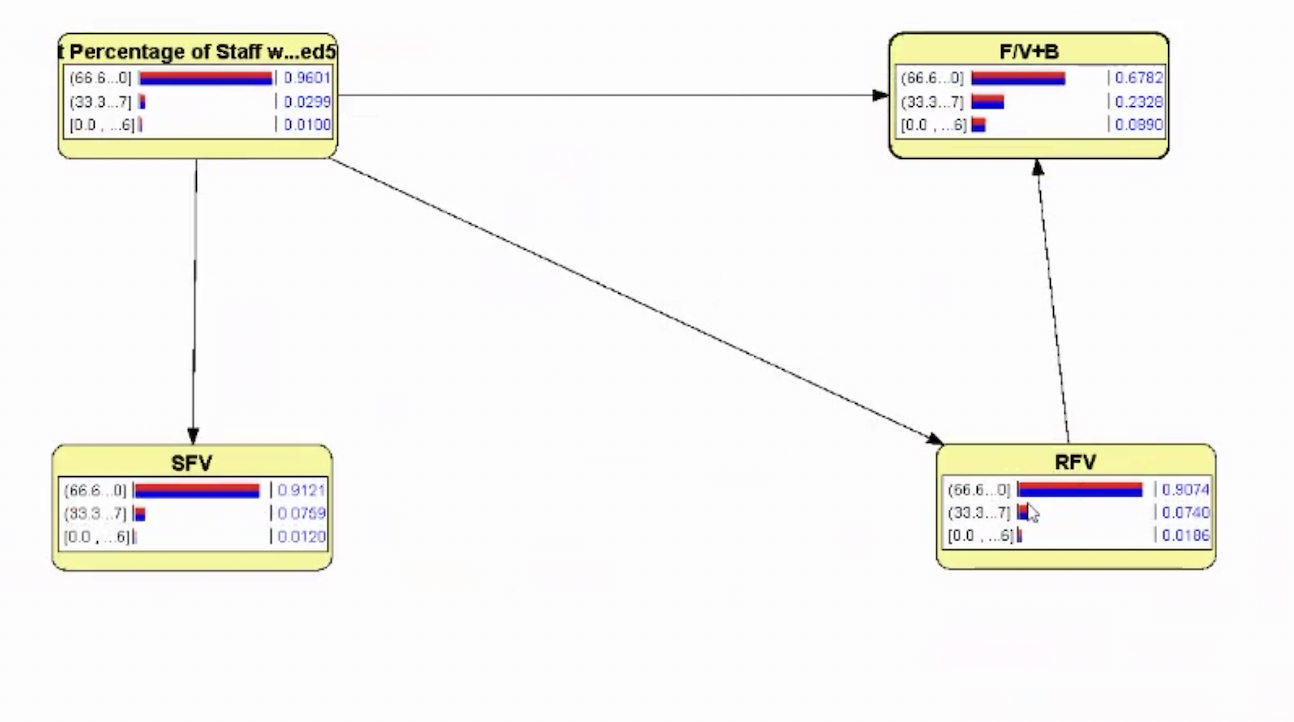 t Percentage of Staff w...ed5
(66.6...0] 0.9601
(33.3...7] 0.0299
[0.0 , ...6] 0.0100
F/V+B
(66.6...0] 0.6782
(33.3...7] 0.2328
[0.0 , ...6] 0.0890
SFV
(66.6...0] 0.9121
(33.3...7] 0.0759
[0.0 , ...6] 0.0120
RFV
(66.6...0] 0.9074
(33.3...7] 0.0740
[0.0 , ...6] 0.0186